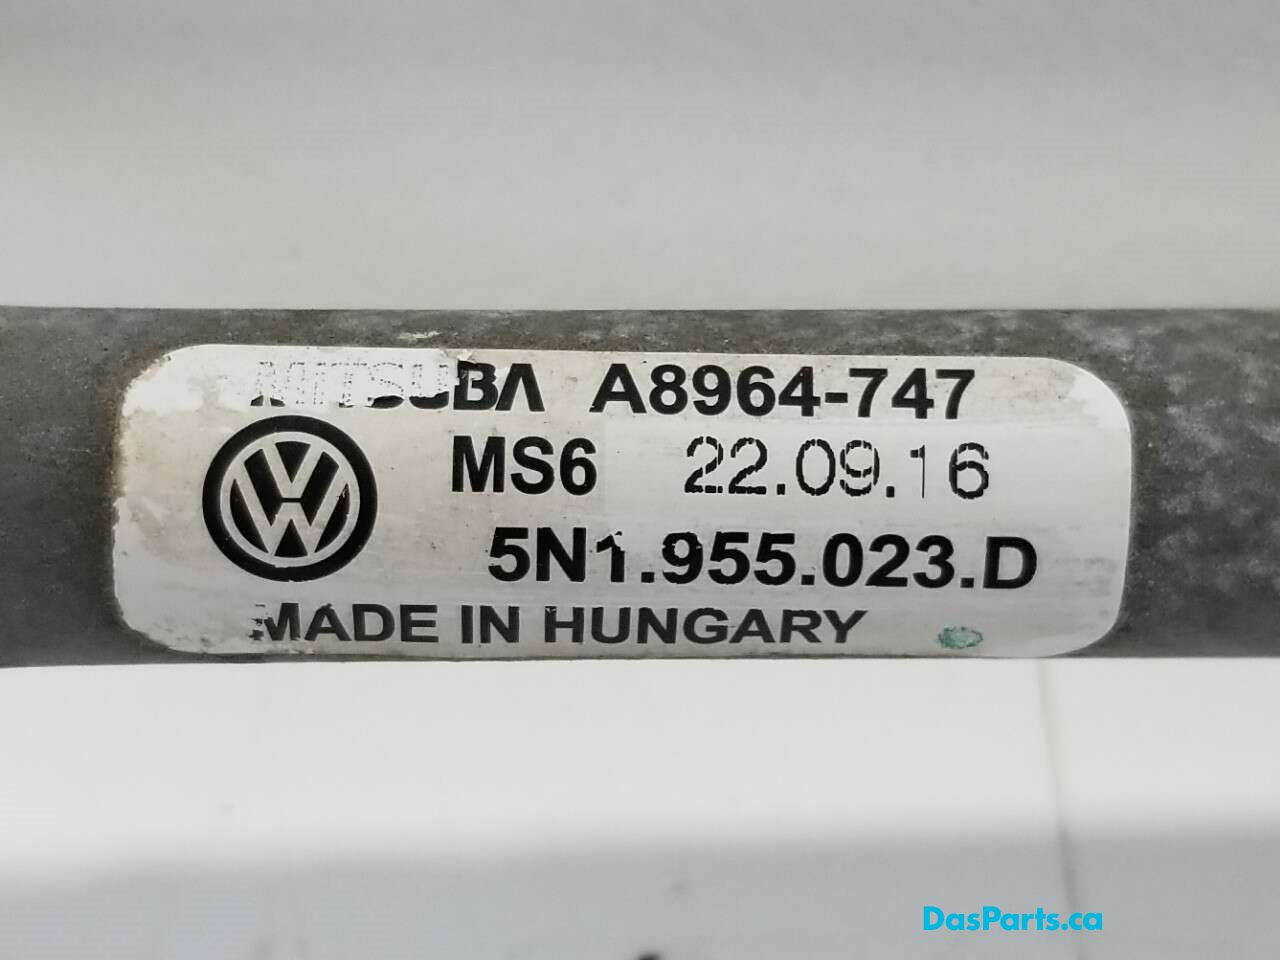 MITSUBA A8964-747
MS6 22.09.16
5N1.955.023.D
MADE IN HUNGARY
DasParts.ca